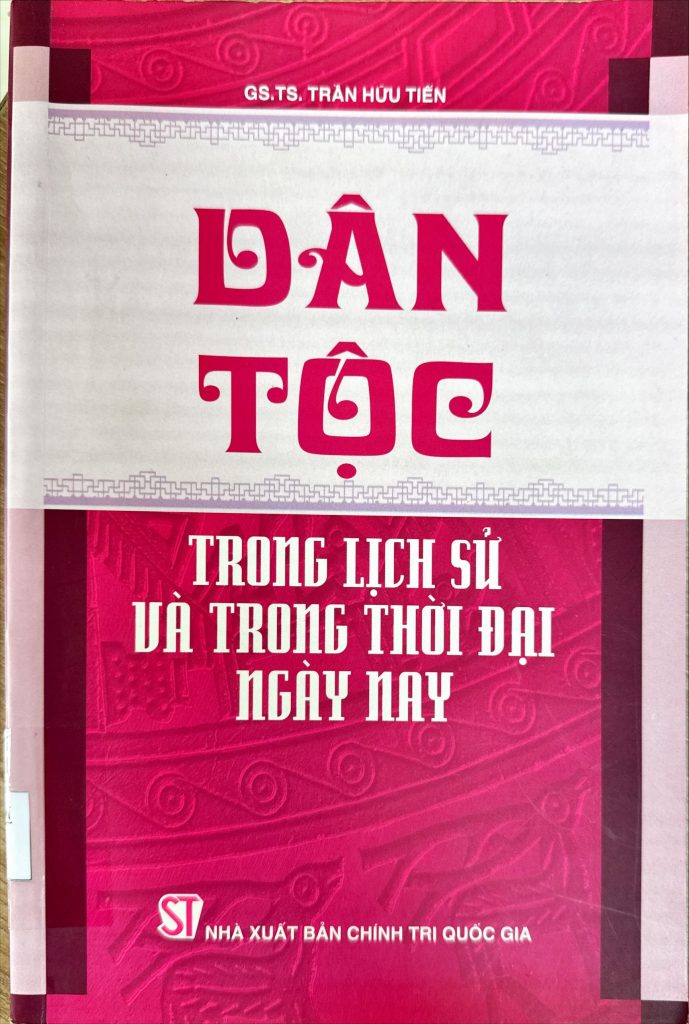 GS.TS. TRẦN HỮU TIẾN
DÂN
TỘC
TRONG LỊCH SỬ
VÀ TRONG THỜI ĐẠI
NGÀY NAY
ST NHÀ XUẤT BẢN CHÍNH TRỊ QUỐC GIA